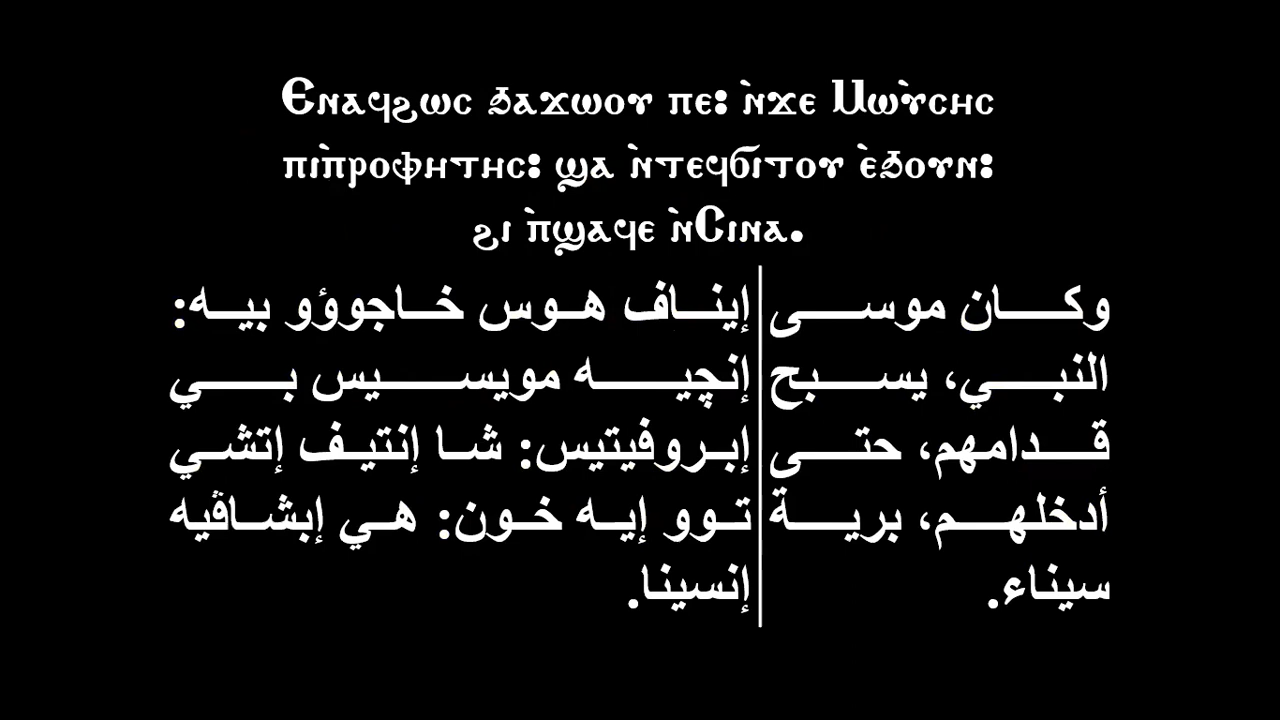 Ⲉⲛⲁϥϩⲱⲥ ϧⲁϫⲱⲟⲩ ⲡⲉ: ⲛ̀ϫⲉ Ⲙⲱⲩ̀ⲥⲏⲥ
ⲡⲓⲡ̀ⲣⲟⲫⲏⲧⲏⲥ: ϣⲁ ⲛ̀ⲧⲉϥϭⲓⲧⲟⲩ ⲉ̀ϧⲟⲩⲛ:
ϩⲓ ⲡ̀ϣⲁϥⲉ ⲛ̀Ⲥⲓⲛⲁ.
وكان موسى
النبي، يسبح
قدامهم، حتى
أدخلهم، برية
سيناء.
إيناف هوس خاجوؤو بيه:
إنچيه مويسيس بي
إبروفيتيس: شا إنتيف إتشي
توو إيه خون: هي إبشاڤيه
إنسينا.